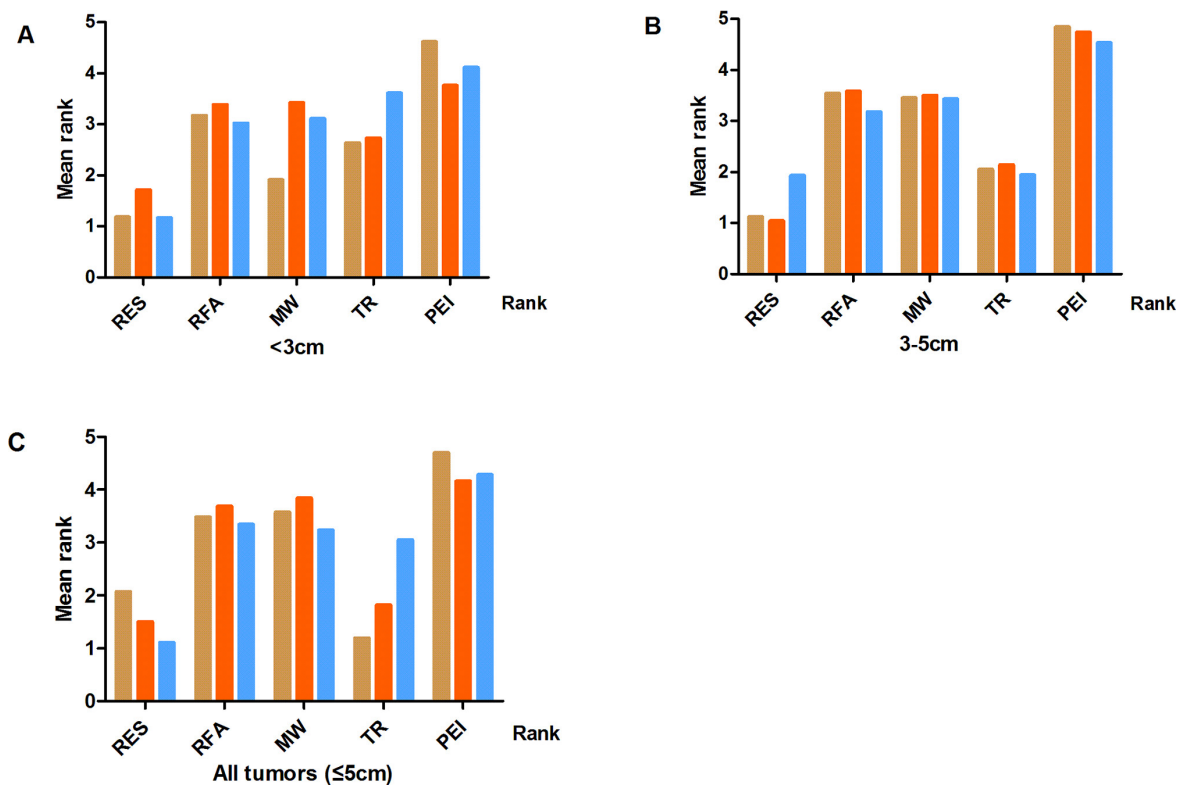 A
Mean rank
5
4
3
2
1
0
RES
RFA
MW
TR
PEI
Rank
<3cm
B
Mean rank
5
4
3
2
1
0
RES
RFA
MW
TR
PEI
Rank
3-5cm
C
Mean rank
5
4
3
2
1
0
RES
RFA
MW
TR
PEI
Rank
All tumors (≤5cm)